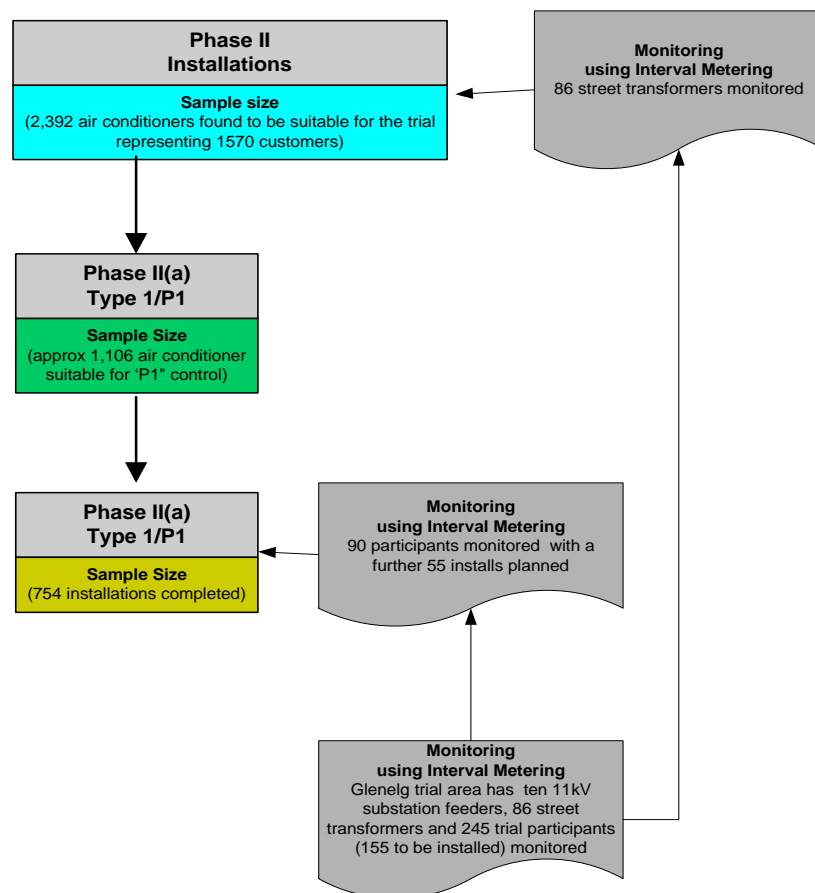 Phase II
Installations
Sample size
(2,392 air conditioners found to be suitable for the trial
representing 1570 customers)
Monitoring
using Interval Metering
86 street transformers monitored
Phase II(a)
Type 1/P1
Sample Size
(approx 1,106 air conditioner
suitable for ‘P1" control)
Phase II(a)
Type 1/P1
Sample Size
(754 installations completed)
Monitoring
using Interval Metering
90 participants monitored with a
further 55 installs planned
Monitoring
using Interval Metering
Glenelg trial area has ten 11kV
substation feeders, 86 street
transformers and 245 trial participants
(155 to be installed) monitored